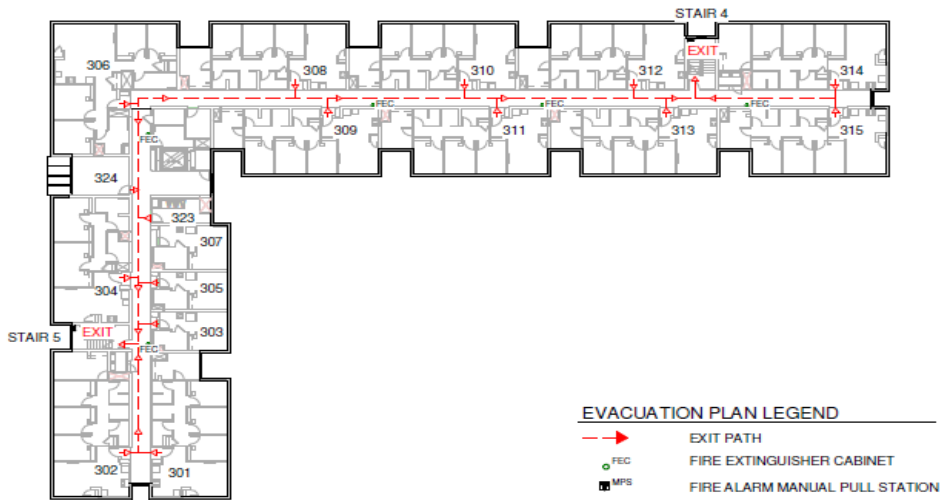 STAIR 4
306
308
310
312
EXIT
314
FEC
FEC
FEC
FEC
309
311
313
315
FEC
324
323
307
304
305
STAIR 5
EXIT
303
FEC
302
301
EVACUATION PLAN LEGEND
EXIT PATH
FEC
FIRE EXTINGUISHER CABINET
MPS
FIRE ALARM MANUAL PULL STATION